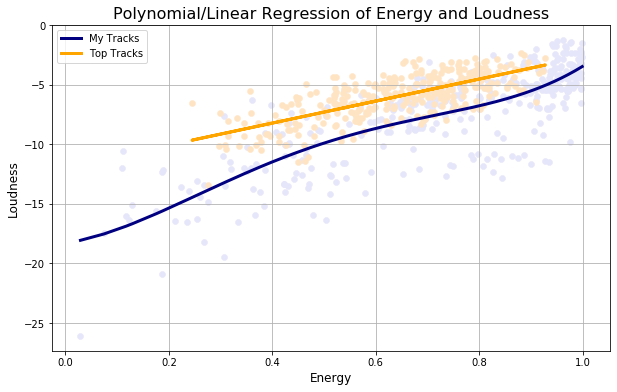 Polynomial/Linear Regression of Energy and Loudness
My Tracks
Top Tracks
0
−5
−10
−15
−20
−25
Loudness
0.0 0.2 0.4 0.6 0.8 1.0
Energy